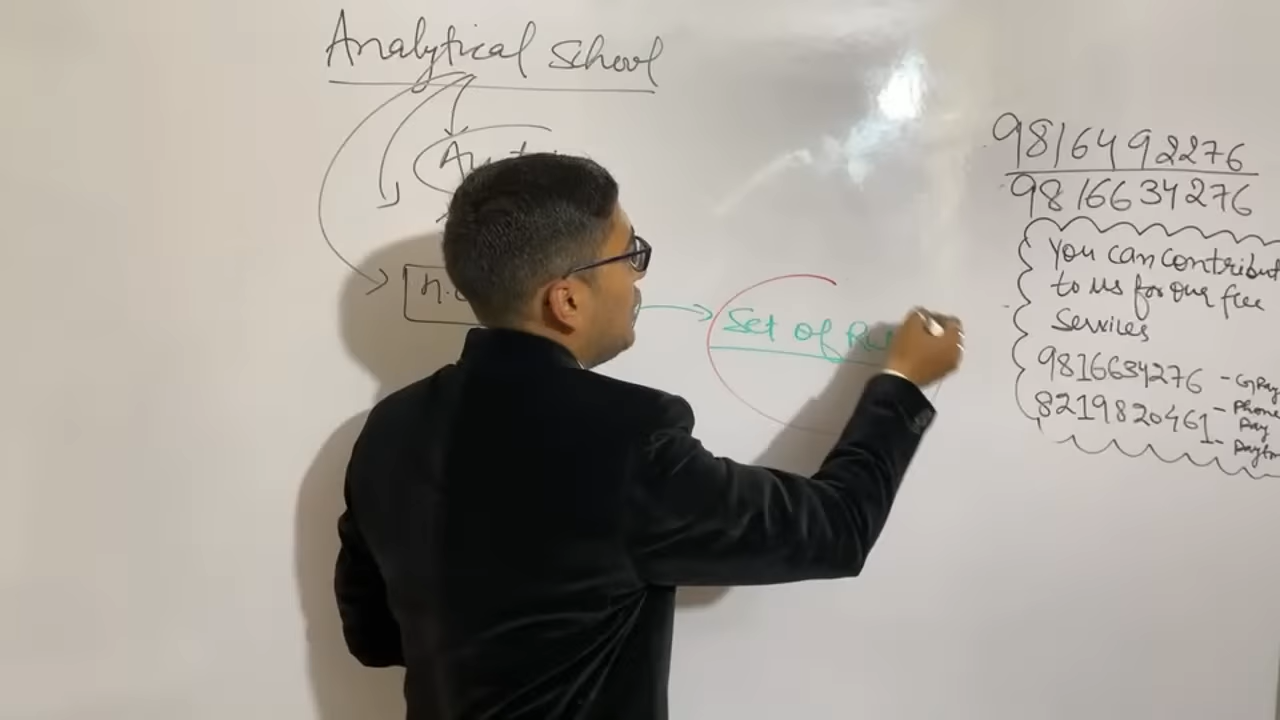 Analytical School
Set of
9816492276
9816634276
You can contribut
to us for our free
Services
9816634276 - G Pay
8219820461 - Phone
Pay
- Paytm